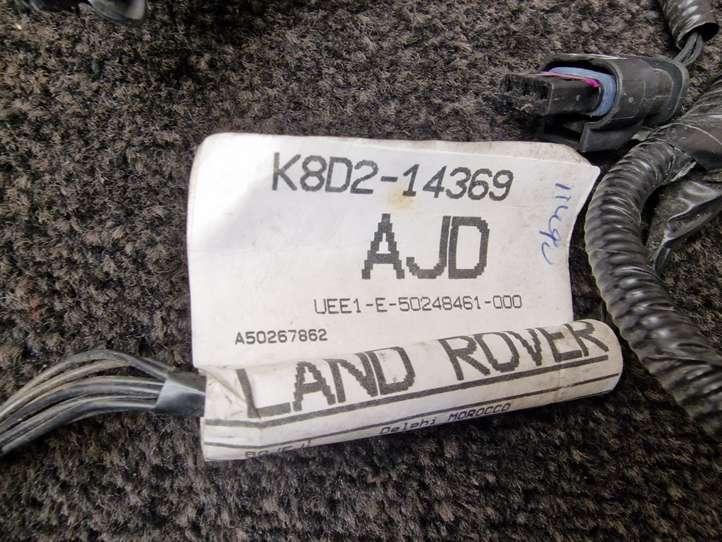 K8D2-14369
AJD
UEE1-E-50248461-000
A50267862
LAND ROVER
Delphi MOROCCO